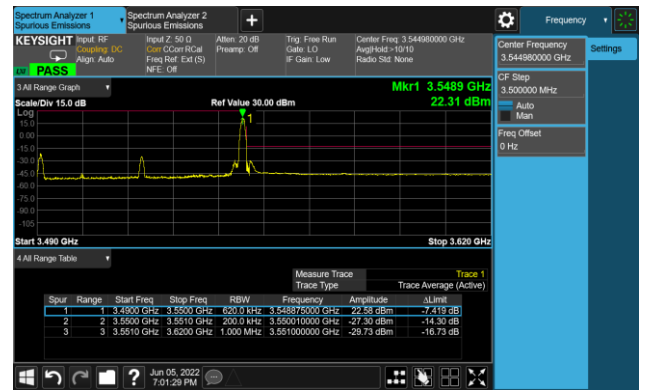 Spectrum Analyzer 1
Spurious Emissions
Spectrum Analyzer 2
Spurious Emissions
+
Frequency
KEYSIGHT
Input: RF
Coupling: DC
Align: Auto
Input Z: 50 Ω
Corr CCorr RCal
Freq Ref: Ext (S)
NFE: Off
Atten: 20 dB
Preamp: Off
Trig: Free Run
Gate: LO
IF Gain: Low
Center Freq: 3.544980000 GHz
Avg|Hold:>10/10
Radio Std: None
PASS
Center Frequency
3.544980000 GHz
Settings
CF Step
3.500000 MHz
Auto
Man
Freq Offset
0 Hz
3 All Range Graph
Mkr1 3.5489 GHz
Scale/Div 15.0 dB
Ref Value 30.00 dBm
22.31 dBm
Log
15.0
0.00
-15.0
-30.0
-45.0
-60.0
-75.0
-90.0
-105
1
Start 3.490 GHz
Stop 3.620 GHz
4 All Range Table
Measure Trace
Trace 1
Trace Type
Trace Average (Active)
Spur Range Start Freq Stop Freq RBW Frequency Amplitude ΔLimit
1 1 3.4900 GHz 3.5500 GHz 620.0 kHz 3.548875000 GHz 22.58 dBm -7.419 dB
2 2 3.5500 GHz 3.5510 GHz 200.0 kHz 3.550010000 GHz -27.30 dBm -14.30 dB
3 3 3.5510 GHz 3.6200 GHz 1.000 MHz 3.551000000 GHz -29.73 dBm -16.73 dB
?
Jun 05, 2022
7:01:29 PM